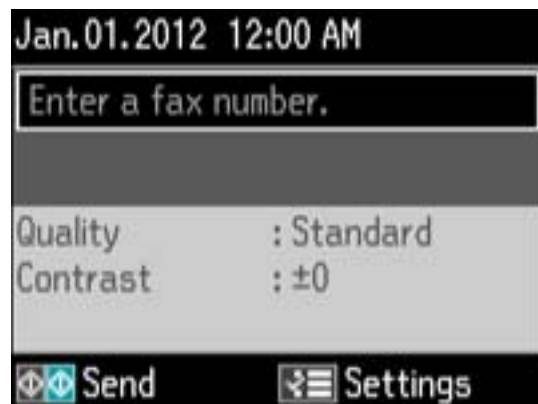 Jan.01.2012 12:00 AM
Enter a fax number.
Quality : Standard
Contrast : ±0
Send Settings